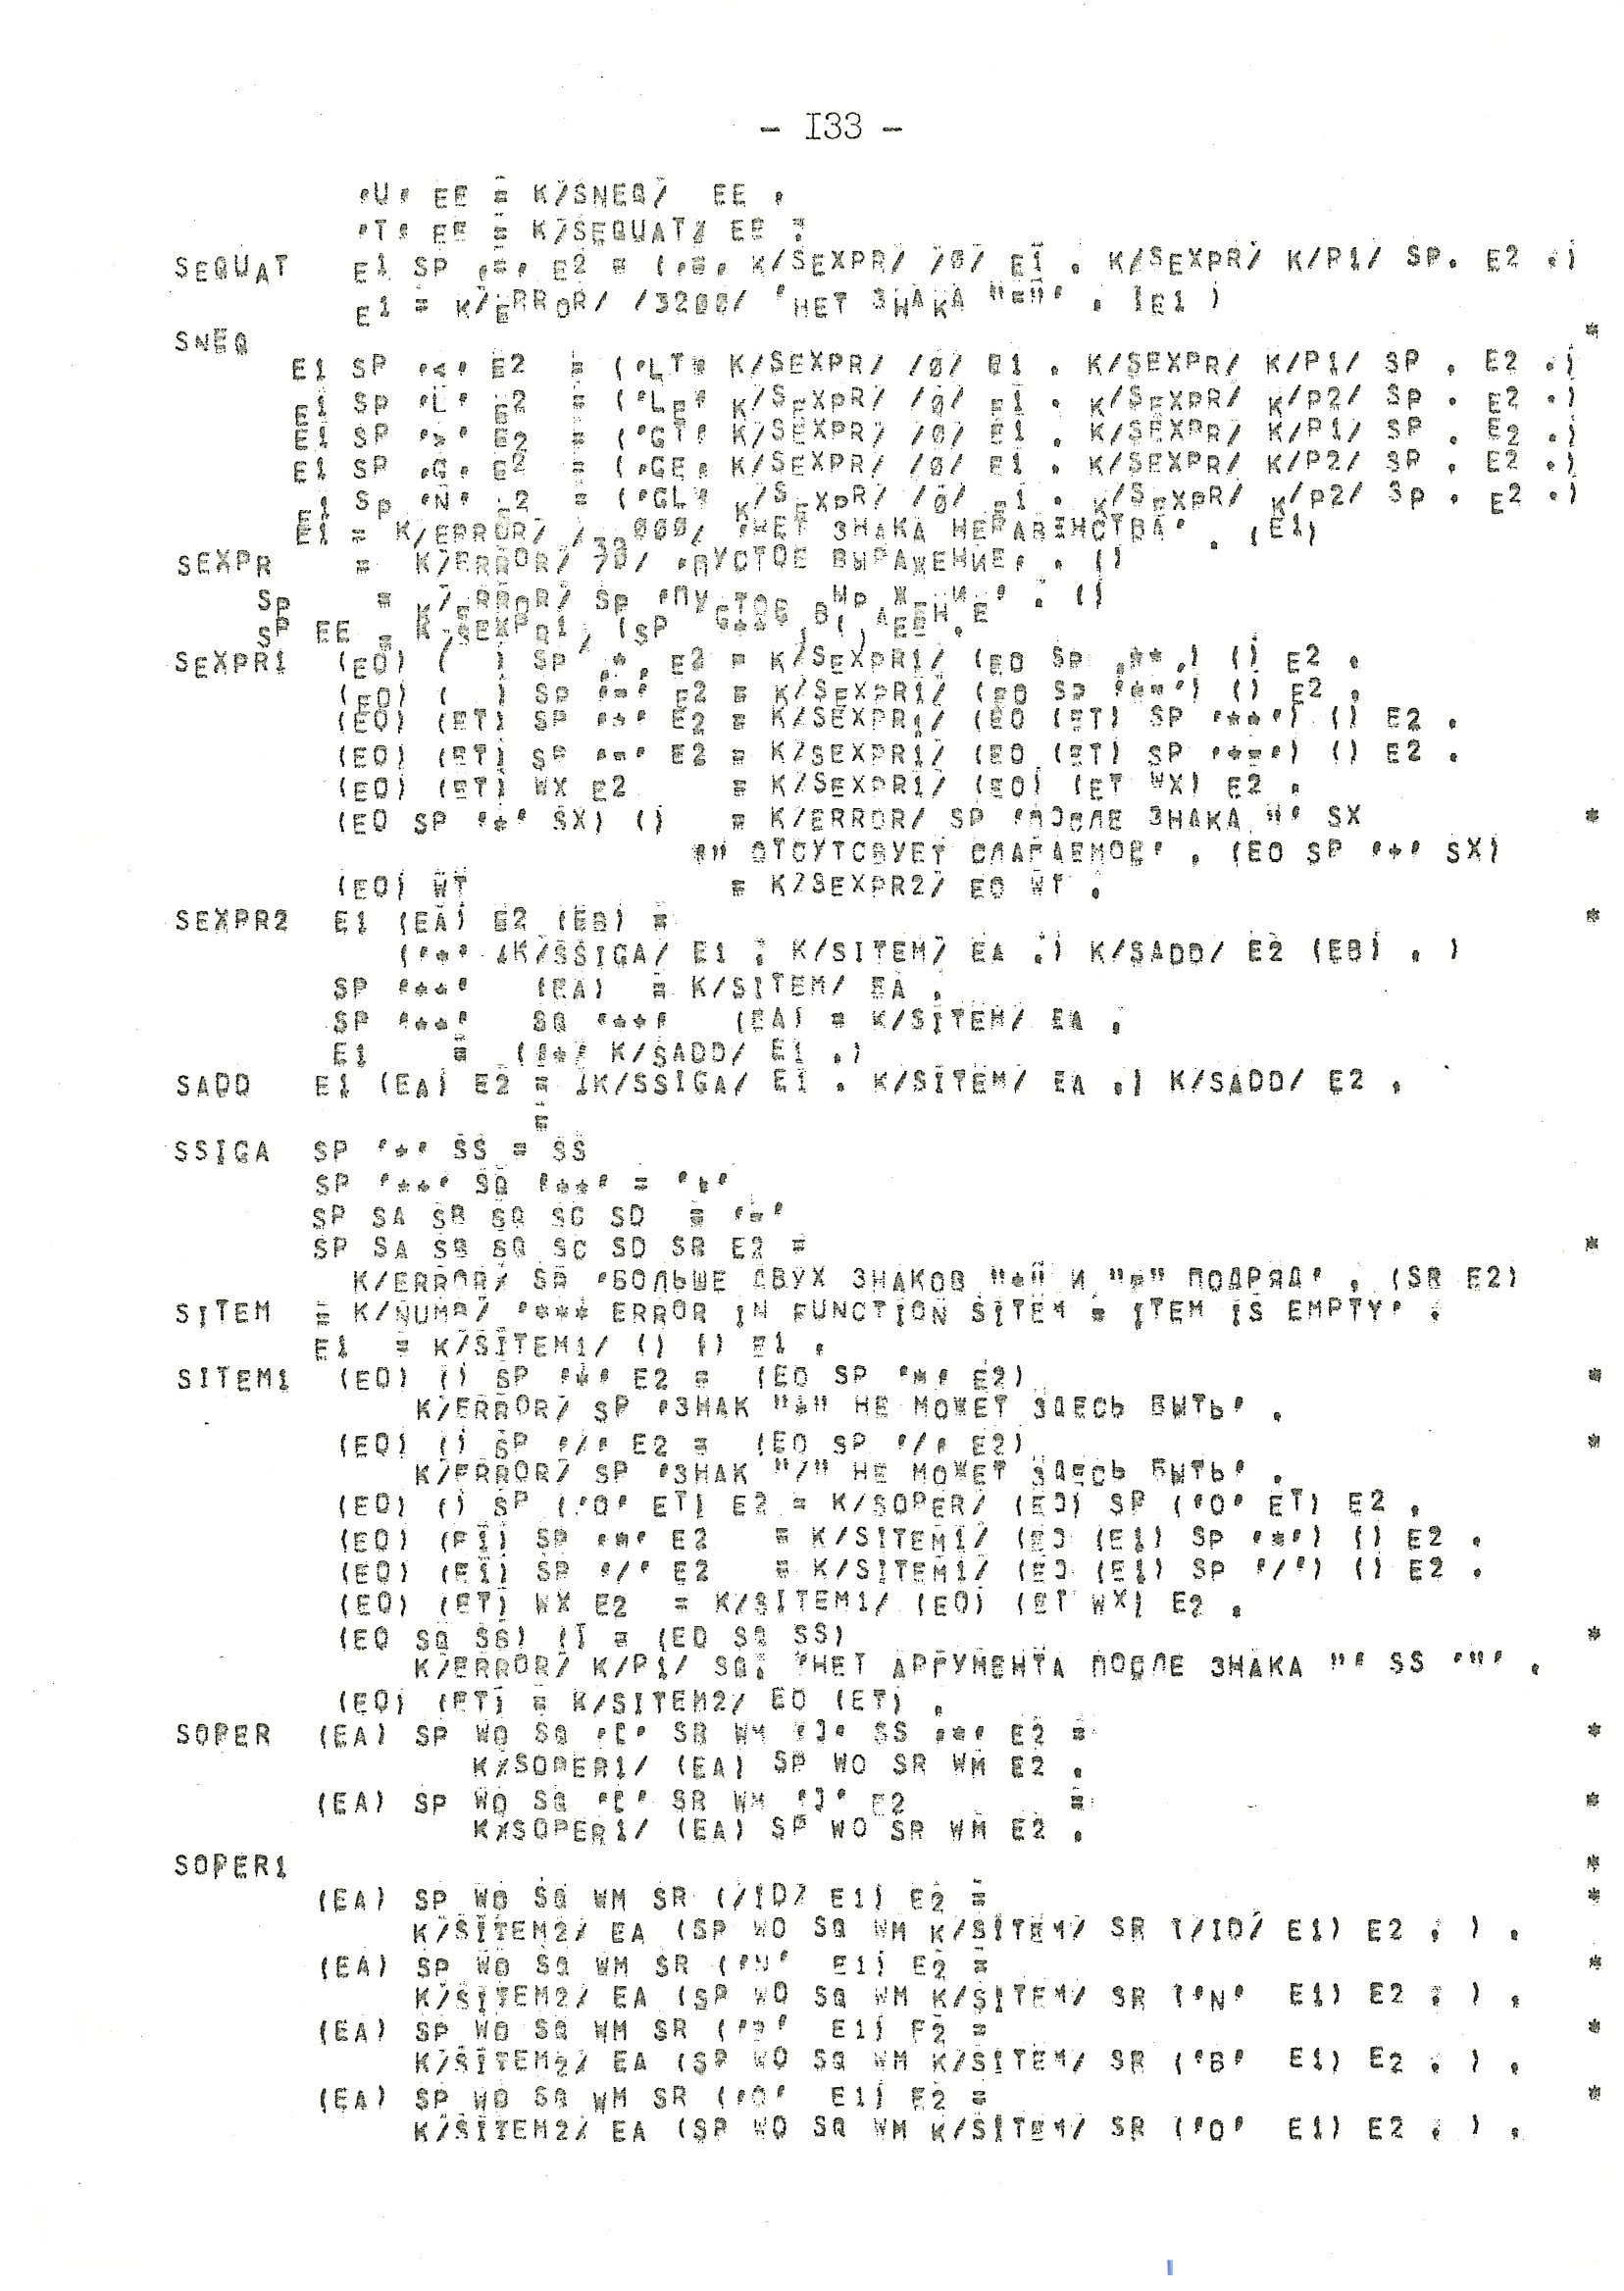 - I33 -
'U' EE = K/SNEQ/ EE .
'T' EE = K/SEQUAT/ EE .
SEQUAT E1 SP '=' E2 = ('=' K/SEXPR/ /0/ E1 . K/SEXPR/ K/P1/ SP. E2 .)
E1 = K/ERROR/ /3200/ 'НЕТ ЗНАКА "="' . (E1 )
SNEQ *
E1 SP '<' E2 = ('LT' K/SEXPR/ /0/ E1 . K/SEXPR/ K/P1/ SP . E2 .)
E1 SP 'L' E2 = ('LE' K/SEXPR/ /0/ E1 . K/SEXPR/ K/P2/ SP . E2 .)
E1 SP '>' E2 = ('GT' K/SEXPR/ /0/ E1 . K/SEXPR/ K/P1/ SP . E2 .)
E1 SP 'G' E2 = ('GE' K/SEXPR/ /0/ E1 . K/SEXPR/ K/P2/ SP . E2 .)
E1 SP 'N' E2 = ('GL' K/SEXPR/ /0/ E1 . K/SEXPR/ K/P2/ SP . E2 .)
E1 = K/ERROR/ 'НЕТ ЗНАКА НЕРАВЕНСТВА' . (E1)
SEXPR = K/ERROR/ /0/ 'ПУСТОЕ ВЫРАЖЕНИЕ' . ()
SP = K/ERROR/ SP 'ПУСТОЕ ВЫРАЖЕНИЕ' . ()
SP EE = K/SEXPR1/ (SP '+*+') () EE .
SEXPR1 (EO) ( ) SP '+' E2 = K/SEXPR1/ (EO SP '*+') () E2 .
(EO) ( ) SP '-' E2 = K/SEXPR1/ (EO SP '*-') () E2 .
(EO) (ET) SP '+' E2 = K/SEXPR1/ (EO (ET) SP '*+') () E2 .
(EO) (ET) SP '-' E2 = K/SEXPR1/ (EO (ET) SP '*-') () E2 .
(EO) (ET) WX E2 = K/SEXPR1/ (EO) (ET WX) E2 .
(EO SP '*' SX) () = K/ERROR/ SP 'ПОСЛЕ ЗНАКА "' SX *
'" ОТСУТСВУЕТ СЛАГАЕМОЕ' . (EO SP '*' SX)
(EO) WT = K/SEXPR2/ EO WT .
SEXPR2 E1 (EA) E2 (EB) = *
('+' (K/SSIGA/ E1 . K/SITEM/ EA .) K/SADD/ E2 (EB) . )
SP '*+' (EA) = K/SITEM/ EA .
SP '**' SQ '**' (EA) = K/SITEM/ EA .
E1 = ('+' K/SADD/ E1 .)
SADD E1 (EA) E2 = (K/SSIGA/ E1 . K/SITEM/ EA .) K/SADD/ E2 .
=
SSIGA SP '*' SS = SS
SP '**' SQ '**' = '+'
SP SA SB SQ SC SD = '-'
SP SA SB SQ SC SD SR E2 = *
K/ERROR/ SR 'БОЛЬШЕ ДВУХ ЗНАКОВ "+" И "-" ПОДРЯД' . (SR E2)
SITEM = K/NUMB/ '*** ERROR IN FUNCTION SITEM - ITEM IS EMPTY' .
E1 = K/SITEM1/ () () E1 .
SITEM1 (EO) () SP '*' E2 = (EO SP '*' E2) *
K/ERROR/ SP 'ЗНАК "*" НЕ МОЖЕТ ЗДЕСЬ БЫТЬ' .
(EO) () SP '/' E2 = (EO SP '/' E2) *
K/ERROR/ SP 'ЗНАК "/" НЕ МОЖЕТ ЗДЕСЬ БЫТЬ' .
(EO) () SP ('O' ET) E2 = K/SOPER/ (EO) SP ('O' ET) E2 .
(EO) (E1) SP '*' E2 = K/SITEM1/ (EO (E1) SP '*') () E2 .
(EO) (E1) SP '/' E2 = K/SITEM1/ (EO (E1) SP '/') () E2 .
(EO) (ET) WX E2 = K/SITEM1/ (EO) (ET WX) E2 .
(EO SQ SS) () = (EO SQ SS) *
K/ERROR/ K/P1/ SQ. 'НЕТ АРГУМЕНТА ПОСЛЕ ЗНАКА "' SS '"' .
(EO) (ET) = K/SITEM2/ EO (ET) .
SOPER (EA) SP WO SQ '[' SR WM ']' SS '*' E2 = *
K/SOPER1/ (EA) SP WO SR WM E2 .
(EA) SP WO SQ '[' SR WM ']' E2 = *
K/SOPER1/ (EA) SP WO SR WM E2 .
SOPER1 *
(EA) SP WO SQ WM SR (/ID/ E1) E2 = *
K/SITEM2/ EA (SP WO SQ WM K/SITEM/ SR (/ID/ E1) E2 . ) .
(EA) SP WO SQ WM SR ('N' E1) E2 = *
K/SITEM2/ EA (SP WO SQ WM K/SITEM/ SR ('N' E1) E2 . ) .
(EA) SP WO SQ WM SR ('B' E1) E2 = *
K/SITEM2/ EA (SP WO SQ WM K/SITEM/ SR ('B' E1) E2 . ) .
(EA) SP WO SQ WM SR ('O' E1) E2 = *
K/SITEM2/ EA (SP WO SQ WM K/SITEM/ SR ('O' E1) E2 . ) .